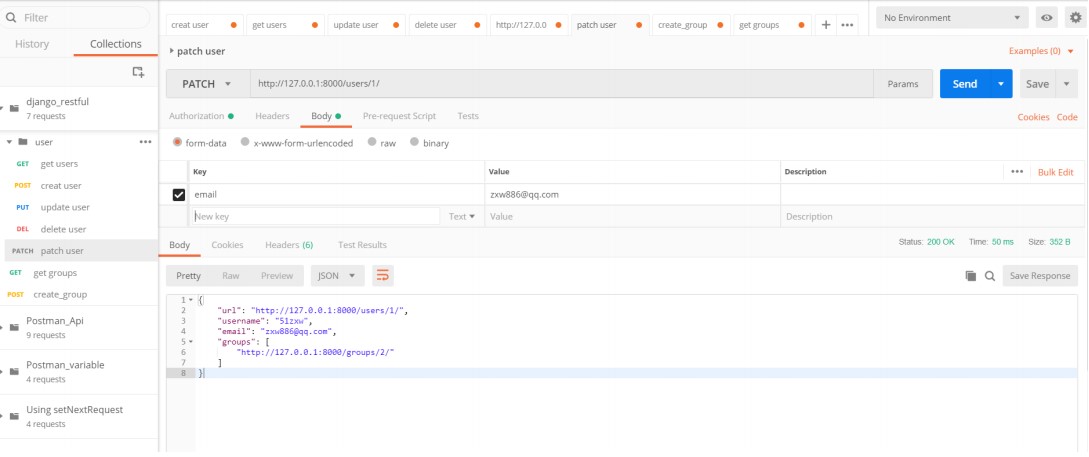 Filter
History Collections
django_restful
7 requests
user
GET get users
POST creat user
PUT update user
DEL delete user
PATCH patch user
GET get groups
POST create_group
Postman_Api
9 requests
Postman_variable
4 requests
Using setNextRequest
4 requests
creat user get users update user delete user http://127.0.0 patch user create_group get groups
No Environment
patch user Examples (0)
PATCH http://127.0.0.1:8000/users/1/ Params Send Save
Authorization Headers Body Pre-request Script Tests Cookies Code
form-data x-www-form-urlencoded raw binary
Key Value Description Bulk Edit
email zxw886@qq.com
New key Text Value Description
Body Cookies Headers (6) Test Results Status: 200 OK Time: 50 ms Size: 352 B
Pretty Raw Preview JSON Save Response
1 {
2 "url": "http://127.0.0.1:8000/users/1/",
3 "username": "51zxw",
4 "email": "zxw886@qq.com",
5 "groups": [
6 "http://127.0.0.1:8000/groups/2/"
7 ]
8 }